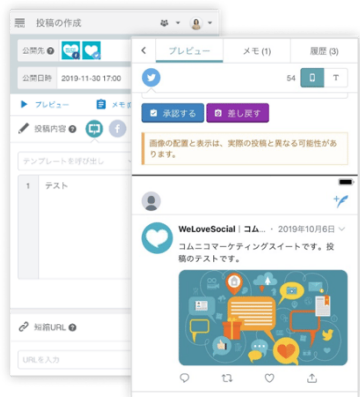 投稿の作成
公開先
公開日時 2019-11-30 17:00
プレビュー メモ
投稿内容
テンプレートを呼び出し
1 テスト
短縮URL
URLを入力
プレビュー メモ (1) 履歴 (3)
54 T
承認する 差し戻す
画像の配置と表示は、実際の投稿と異なる可能性があ
ります。
WeLoveSocial｜コム... ・ 2019年10月6日
コムニコマーケティングスイートです。投
稿のテストです。